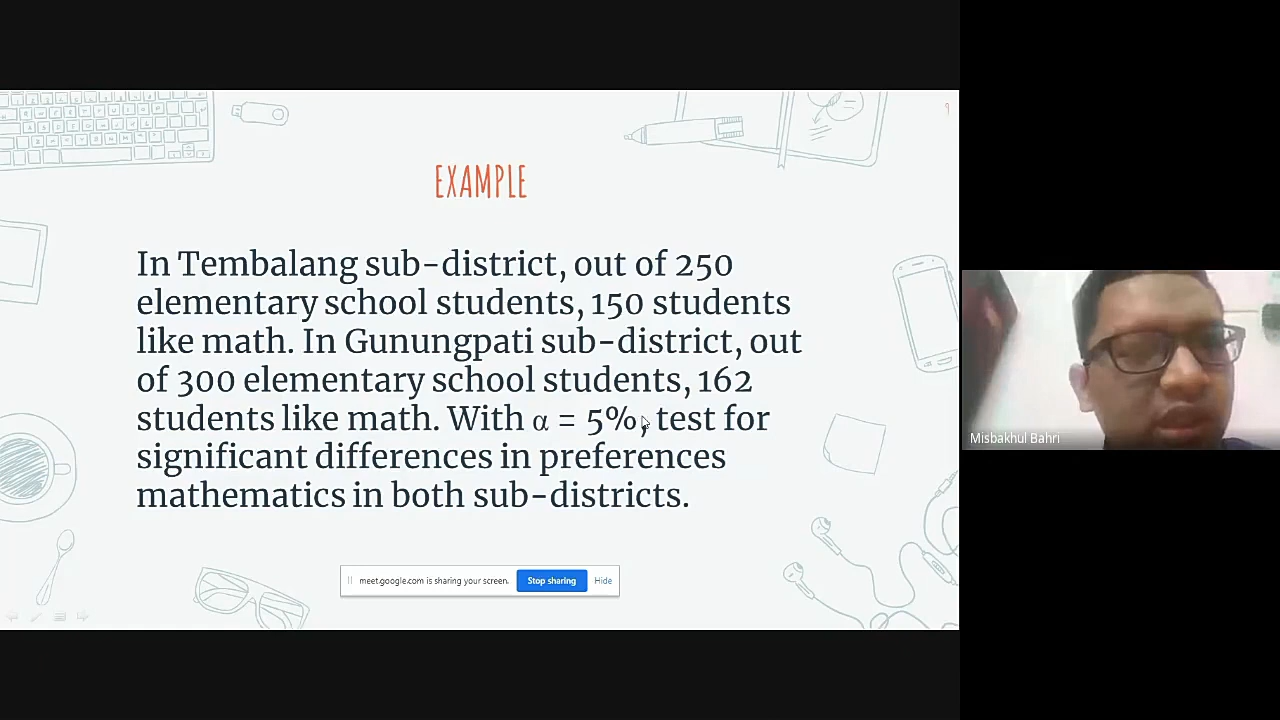 EXAMPLE
In Tembalang sub-district, out of 250
elementary school students, 150 students
like math. In Gunungpati sub-district, out
of 300 elementary school students, 162
students like math. With α = 5%, test for
significant differences in preferences
mathematics in both sub-districts.
meet.google.com is sharing your screen.
Stop sharing
Hide
Misbakhul Bahri